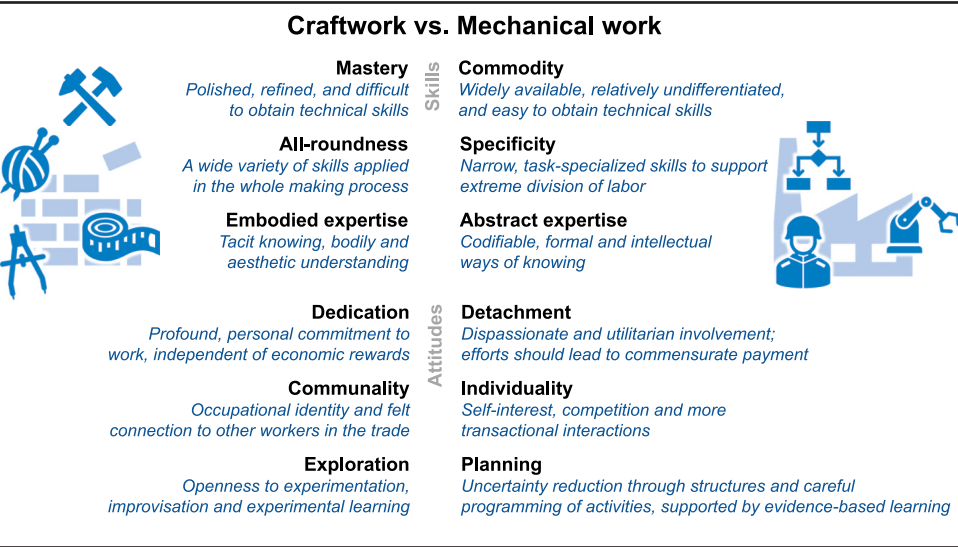 Craftwork vs. Mechanical work
Skills
Mastery
Polished, refined, and difficult
to obtain technical skills
Commodity
Widely available, relatively undifferentiated,
and easy to obtain technical skills
All-roundness
A wide variety of skills applied
in the whole making process
Specificity
Narrow, task-specialized skills to support
extreme division of labor
Embodied expertise
Tacit knowing, bodily and
aesthetic understanding
Abstract expertise
Codifiable, formal and intellectual
ways of knowing
Attitudes
Dedication
Profound, personal commitment to
work, independent of economic rewards
Detachment
Dispassionate and utilitarian involvement;
efforts should lead to commensurate payment
Communality
Occupational identity and felt
connection to other workers in the trade
Individuality
Self-interest, competition and more
transactional interactions
Exploration
Openness to experimentation,
improvisation and experimental learning
Planning
Uncertainty reduction through structures and careful
programming of activities, supported by evidence-based learning